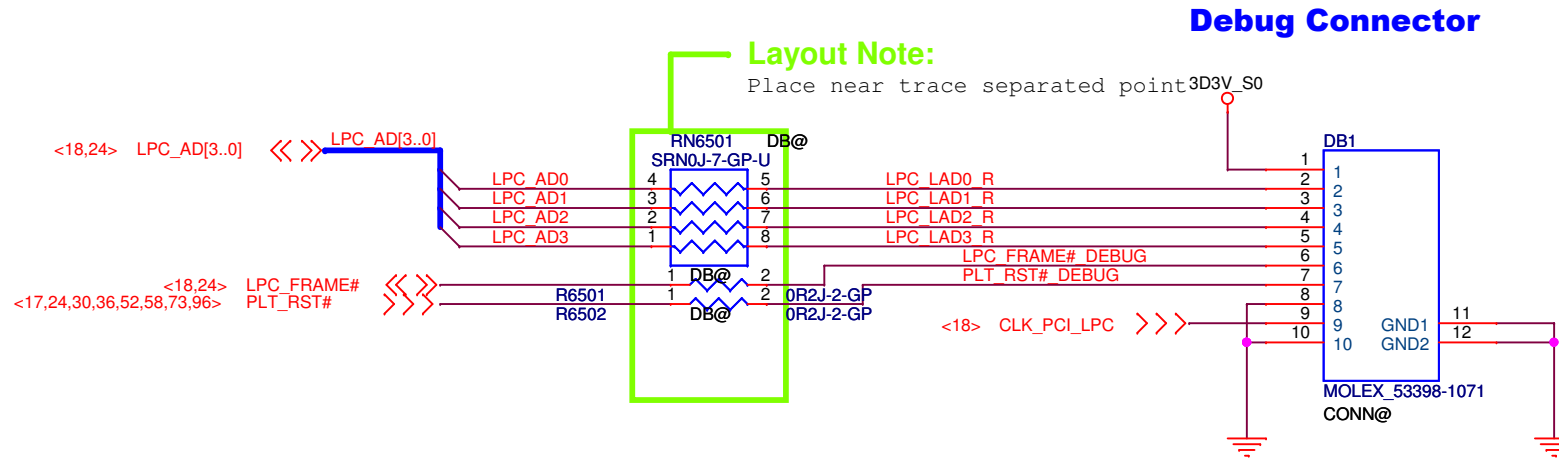 Debug Connector
Layout Note:
Place near trace separated point
3D3V_S0
<18,24> LPC_AD[3..0]
LPC_AD[3..0]
RN6501 DB@
SRN0J-7-GP-U
DB1
LPC_AD0 4 5 LPC_LAD0_R
LPC_AD1 3 6 LPC_LAD1_R
LPC_AD2 2 7 LPC_LAD2_R
LPC_AD3 1 8 LPC_LAD3_R
<18,24> LPC_FRAME#
1 DB@ 2
LPC_FRAME#_DEBUG
<17,24,30,36,52,58,73,96> PLT_RST#
R6501 1 2 0R2J-2-GP
PLT_RST#_DEBUG
R6502 DB@ 0R2J-2-GP
<18> CLK_PCI_LPC
1 1
2 2
3 3
4 4
5 5
6 6
7 7
8 8
9 9 GND1 11
10 10 GND2 12
MOLEX_53398-1071
CONN@